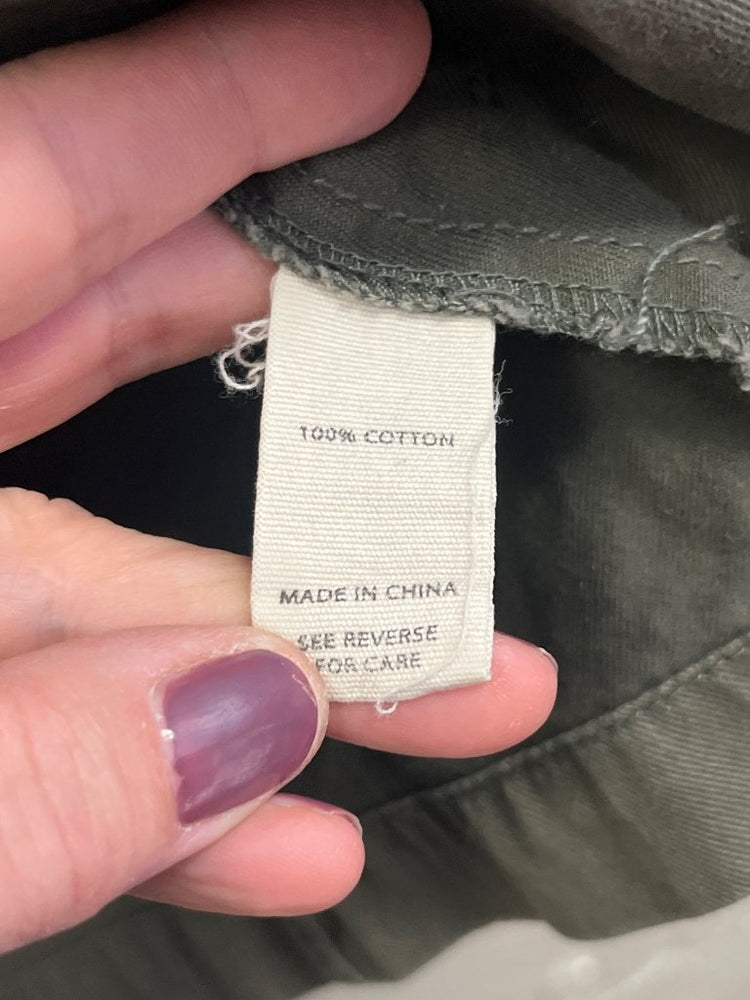 100% COTTON
MADE IN CHINA
SEE REVERSE
FOR CARE